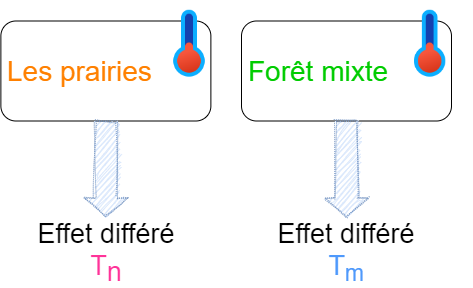 Les prairies
Forêt mixte
Effet différé
Tn
Effet différé
Tm